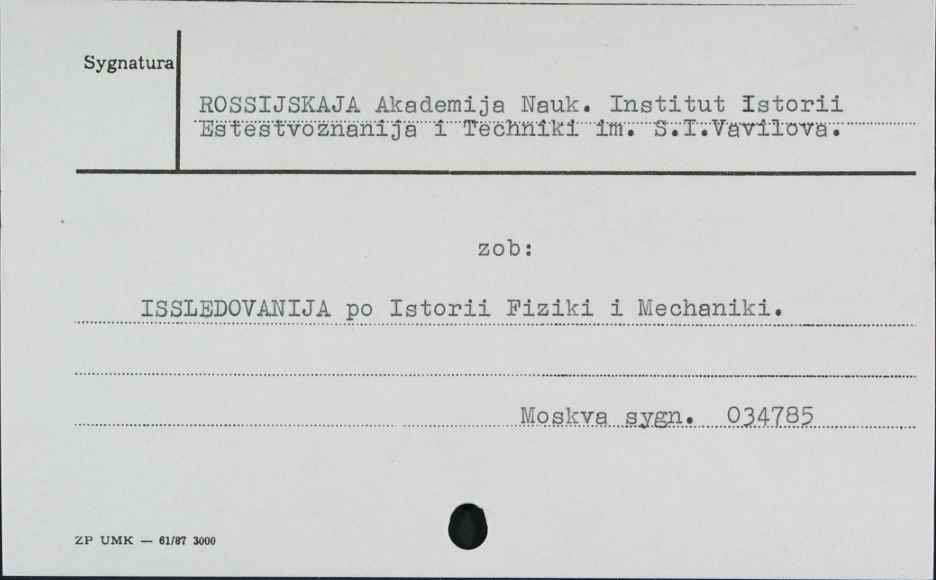 Sygnatura
ROSSIJSKAJA Akademija Nauk. Institut Istorii
Estestvoznanija i Techniki im. S.I.Vavilova.
zob:
ISSLEDOVANIJA po Istorii Fiziki i Mechaniki.
Moskva sygn. 034785
ZP UMK — 61/87 3000